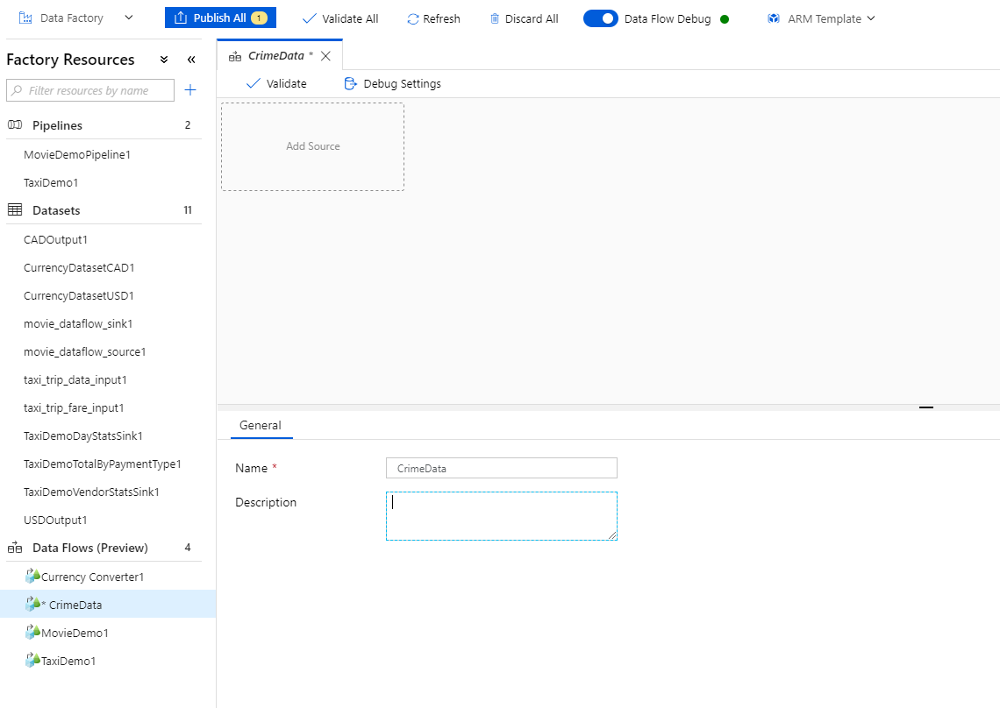 Data Factory
Publish All 1
Validate All
Refresh
Discard All
Data Flow Debug
ARM Template
Factory Resources
Filter resources by name
Pipelines 2
MovieDemoPipeline1
TaxiDemo1
Datasets 11
CADOutput1
CurrencyDatasetCAD1
CurrencyDatasetUSD1
movie_dataflow_sink1
movie_dataflow_source1
taxi_trip_data_input1
taxi_trip_fare_input1
TaxiDemoDayStatsSink1
TaxiDemoTotalByPaymentType1
TaxiDemoVendorStatsSink1
USDOutput1
Data Flows (Preview) 4
Currency Converter1
* CrimeData
MovieDemo1
TaxiDemo1
CrimeData *
Validate
Debug Settings
Add Source
General
Name *
CrimeData
Description